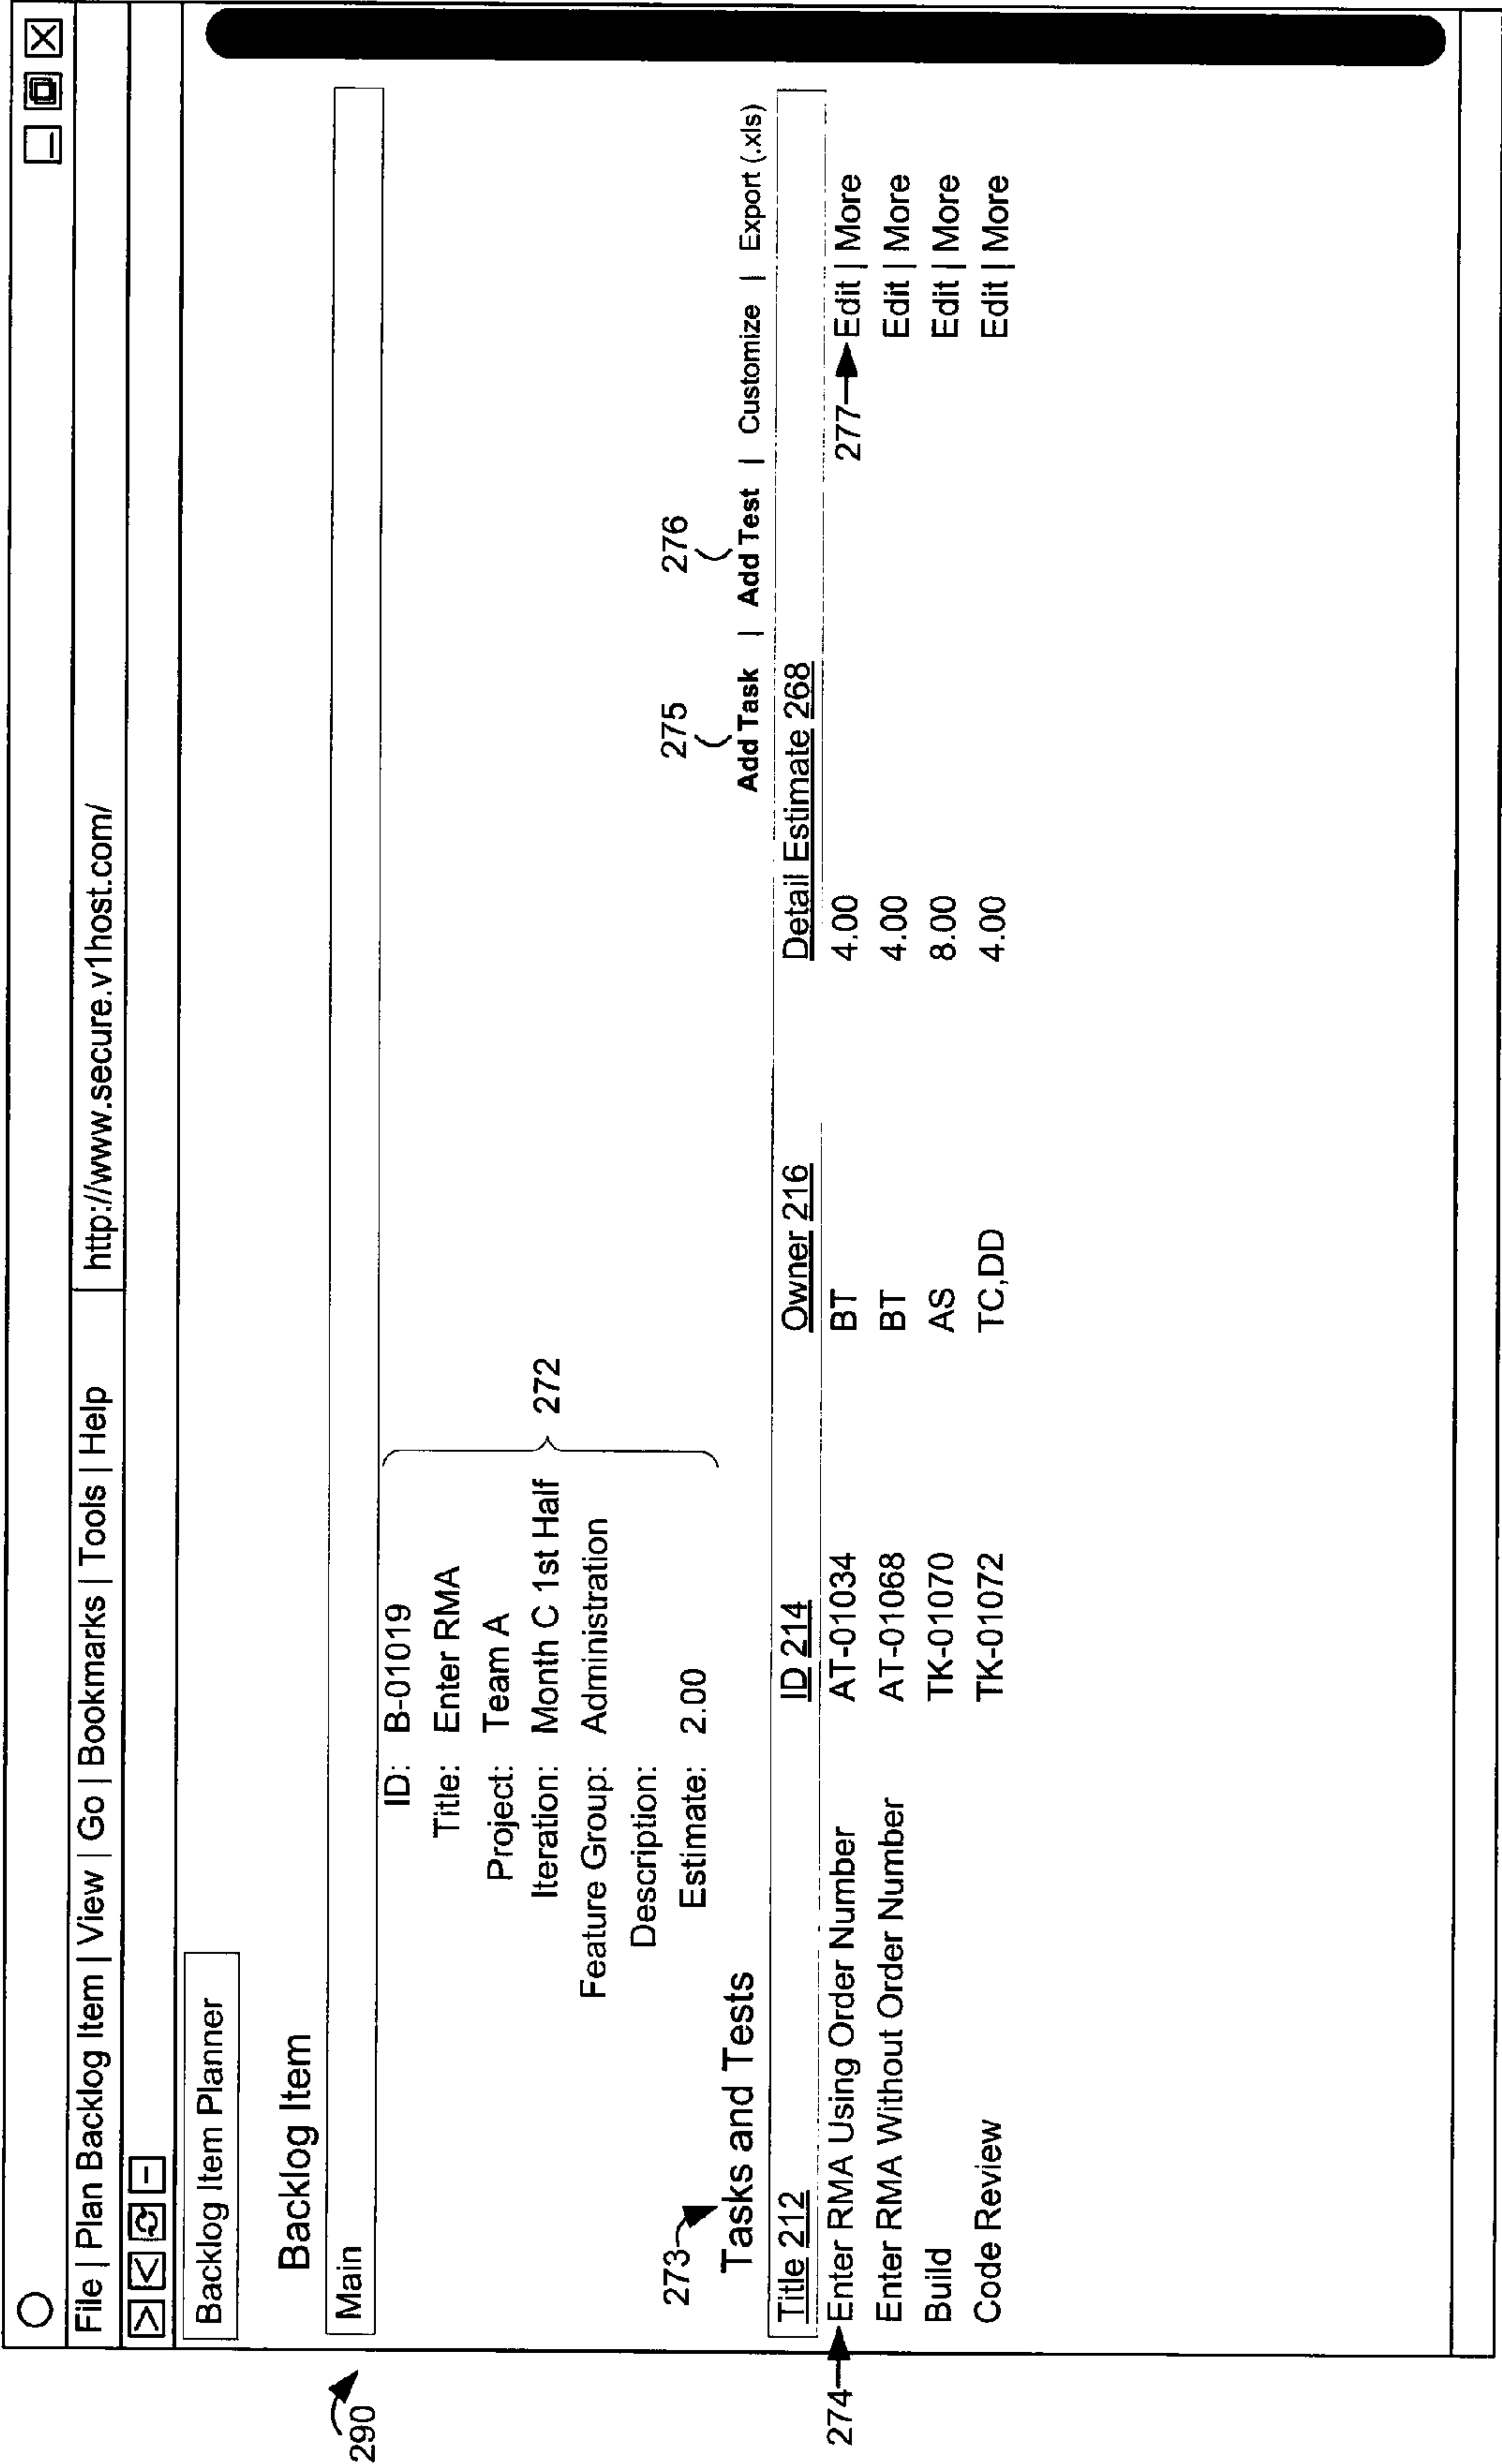 File | Plan Backlog Item | View | Go | Bookmarks | Tools | Help http://www.secure.v1host.com/
Backlog Item Planner
290
Backlog Item
Main
ID: B-01019
Title: Enter RMA
Project: Team A
Iteration: Month C 1st Half
272
Feature Group: Administration
Description:
Estimate: 2.00
273
275
276
Tasks and Tests
Add Task | Add Test | Customize | Export (.xls)
Title 212 ID 214 Owner 216 Detail Estimate 268
274 Enter RMA Using Order Number AT-01034 BT 4.00 277 Edit | More
Enter RMA Without Order Number AT-01068 BT 4.00 Edit | More
Build TK-01070 AS 8.00 Edit | More
Code Review TK-01072 TC,DD 4.00 Edit | More